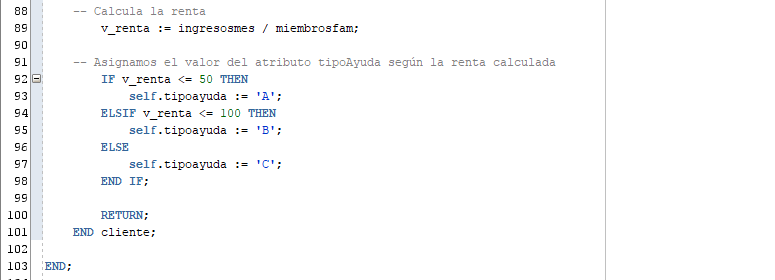 88 -- Calcula la renta
89 v_renta := ingresosmes / miembrosfam;
90
91 -- Asignamos el valor del atributo tipoAyuda según la renta calculada
92 IF v_renta <= 50 THEN
93 self.tipoayuda := 'A';
94 ELSIF v_renta <= 100 THEN
95 self.tipoayuda := 'B';
96 ELSE
97 self.tipoayuda := 'C';
98 END IF;
99
100 RETURN;
101 END cliente;
102
103 END;